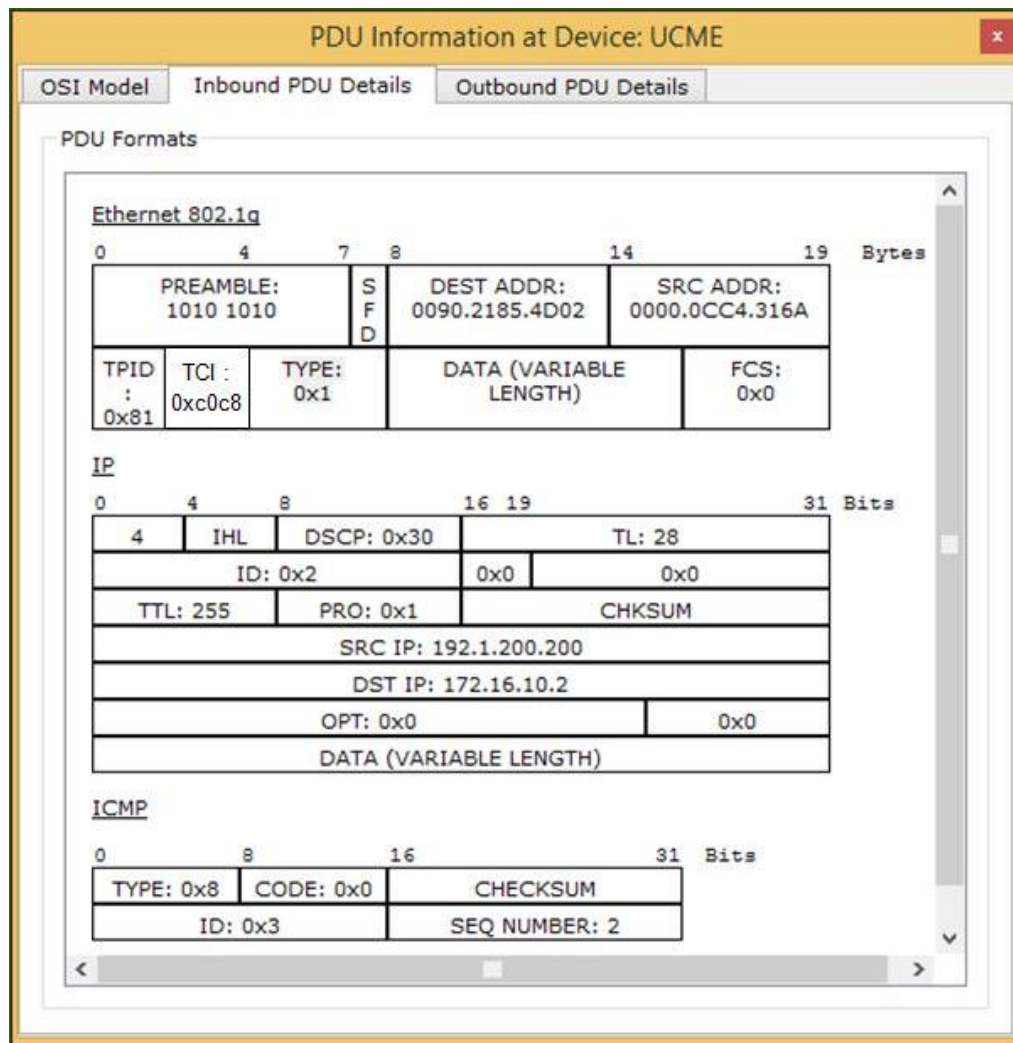 PDU Information at Device: UCME
x
OSI Model Inbound PDU Details Outbound PDU Details
PDU Formats
Ethernet 802.1q
0 4 7 8 14 19 Bytes
PREAMBLE: 1010 1010
SFD
DEST ADDR: 0090.2185.4D02
SRC ADDR: 0000.0CC4.316A
TPID : 0x81
TCI : 0xc0c8
TYPE: 0x1
DATA (VARIABLE LENGTH)
FCS: 0x0
IP
0 4 8 16 19 31 Bits
4 IHL DSCP: 0x30 TL: 28
ID: 0x2 0x0 0x0
TTL: 255 PRO: 0x1 CHKSUM
SRC IP: 192.1.200.200
DST IP: 172.16.10.2
OPT: 0x0 0x0
DATA (VARIABLE LENGTH)
ICMP
0 8 16 31 Bits
TYPE: 0x8 CODE: 0x0 CHECKSUM
ID: 0x3 SEQ NUMBER: 2